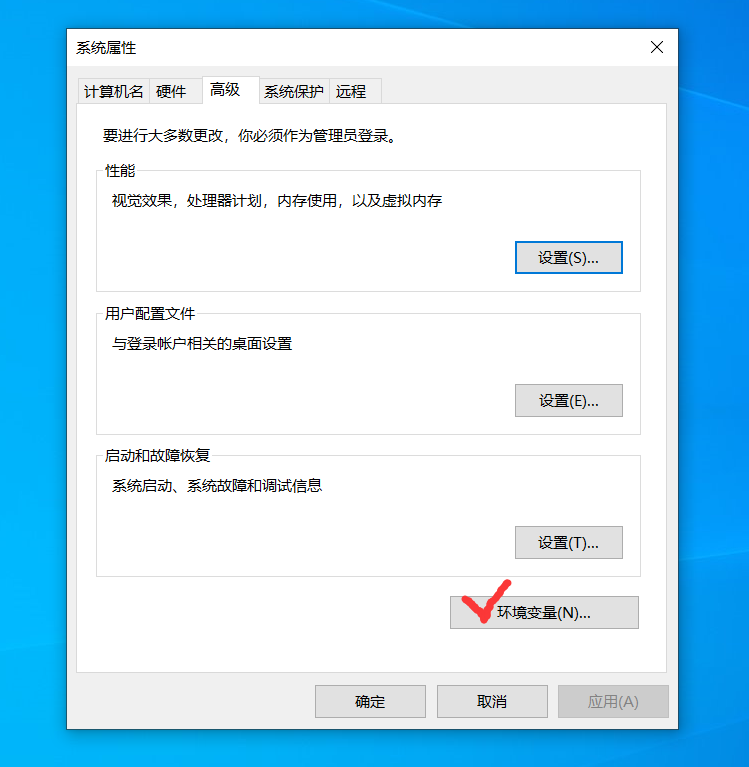 系统属性
计算机名 硬件 高级 系统保护 远程
要进行大多数更改，你必须作为管理员登录。
性能
视觉效果，处理器计划，内存使用，以及虚拟内存
设置(S)...
用户配置文件
与登录帐户相关的桌面设置
设置(E)...
启动和故障恢复
系统启动、系统故障和调试信息
设置(T)...
环境变量(N)...
确定 取消 应用(A)